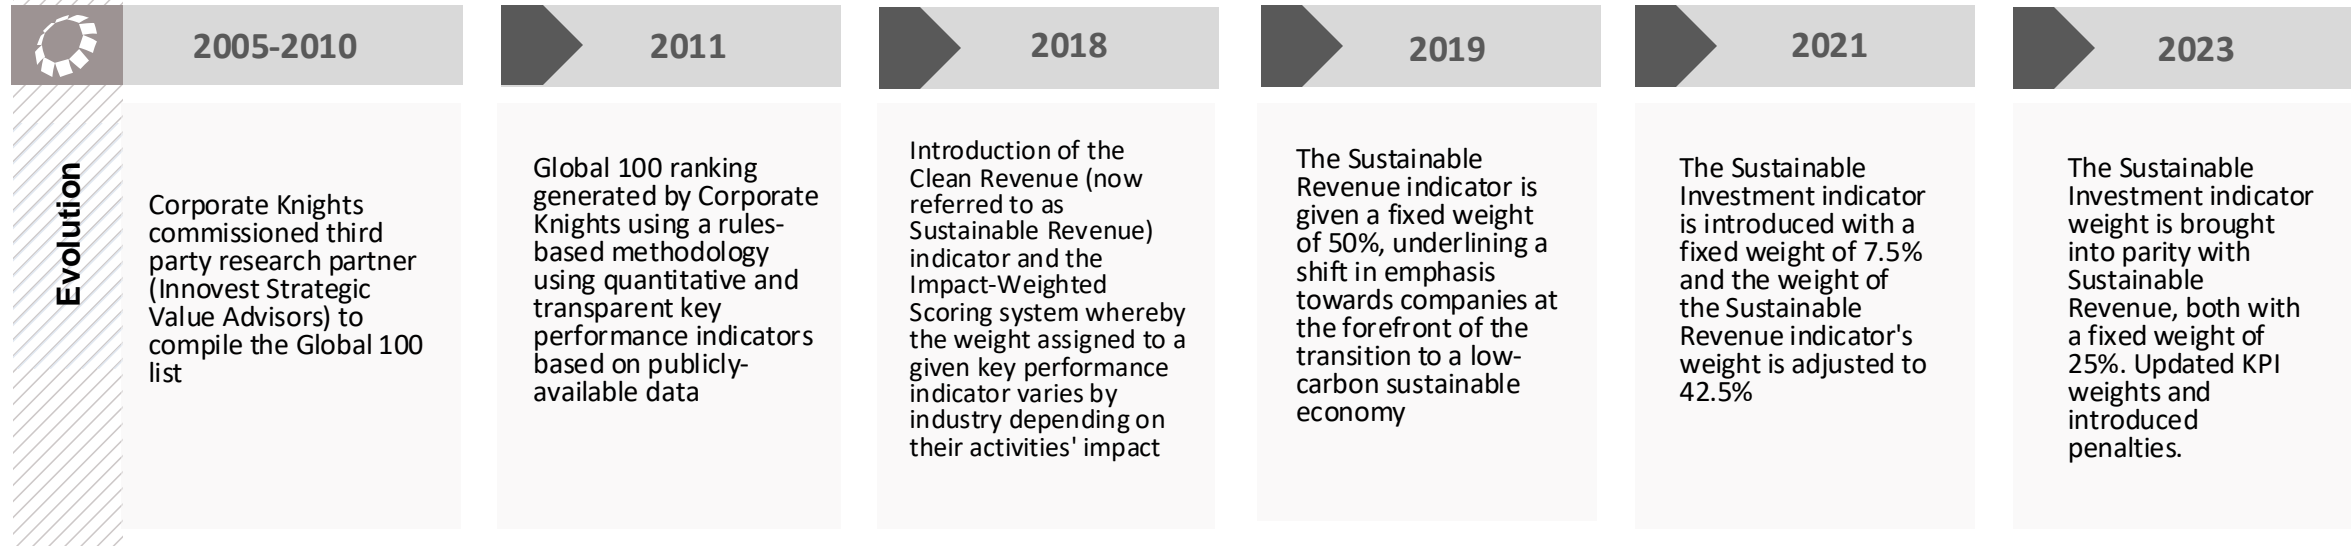 Evolution
2005-2010
Corporate Knights
commissioned third
party research partner
(Innovest Strategic
Value Advisors) to
compile the Global 100
list
2011
Global 100 ranking
generated by Corporate
Knights using a rules-
based methodology
using quantitative and
transparent key
performance indicators
based on publicly-
available data
2018
Introduction of the
Clean Revenue (now
referred to as
Sustainable Revenue)
indicator and the
Impact-Weighted
Scoring system whereby
the weight assigned to a
given key performance
indicator varies by
industry depending on
their activities' impact
2019
The Sustainable
Revenue indicator is
given a fixed weight
of 50%, underlining a
shift in emphasis
towards companies at
the forefront of the
transition to a low-
carbon sustainable
economy
2021
The Sustainable
Investment indicator
is introduced with a
fixed weight of 7.5%
and the weight of
the Sustainable
Revenue indicator's
weight is adjusted to
42.5%
2023
The Sustainable
Investment indicator
weight is brought
into parity with
Sustainable
Revenue, both with
a fixed weight of
25%. Updated KPI
weights and
introduced
penalties.